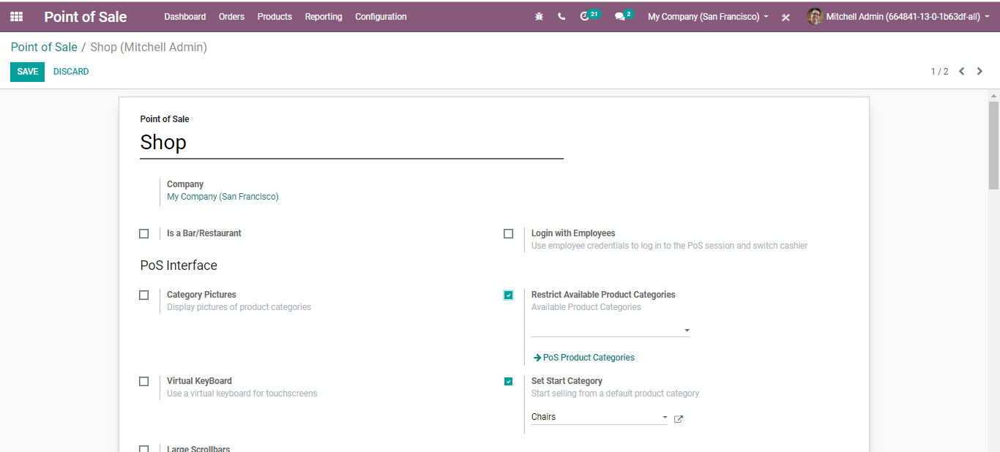 Point of Sale Dashboard Orders Products Reporting Configuration 21 2 My Company (San Francisco) Mitchell Admin (664841-13-0-1b63df-all)
Point of Sale / Shop (Mitchell Admin)
SAVE DISCARD 1 / 2
Point of Sale
Shop
Company
My Company (San Francisco)
Is a Bar/Restaurant
Login with Employees
Use employee credentials to log in to the PoS session and switch cashier
PoS Interface
Category Pictures
Display pictures of product categories
Restrict Available Product Categories
Available Product Categories
PoS Product Categories
Virtual KeyBoard
Use a virtual keyboard for touchscreens
Set Start Category
Start selling from a default product category
Chairs
Large Scrollbars